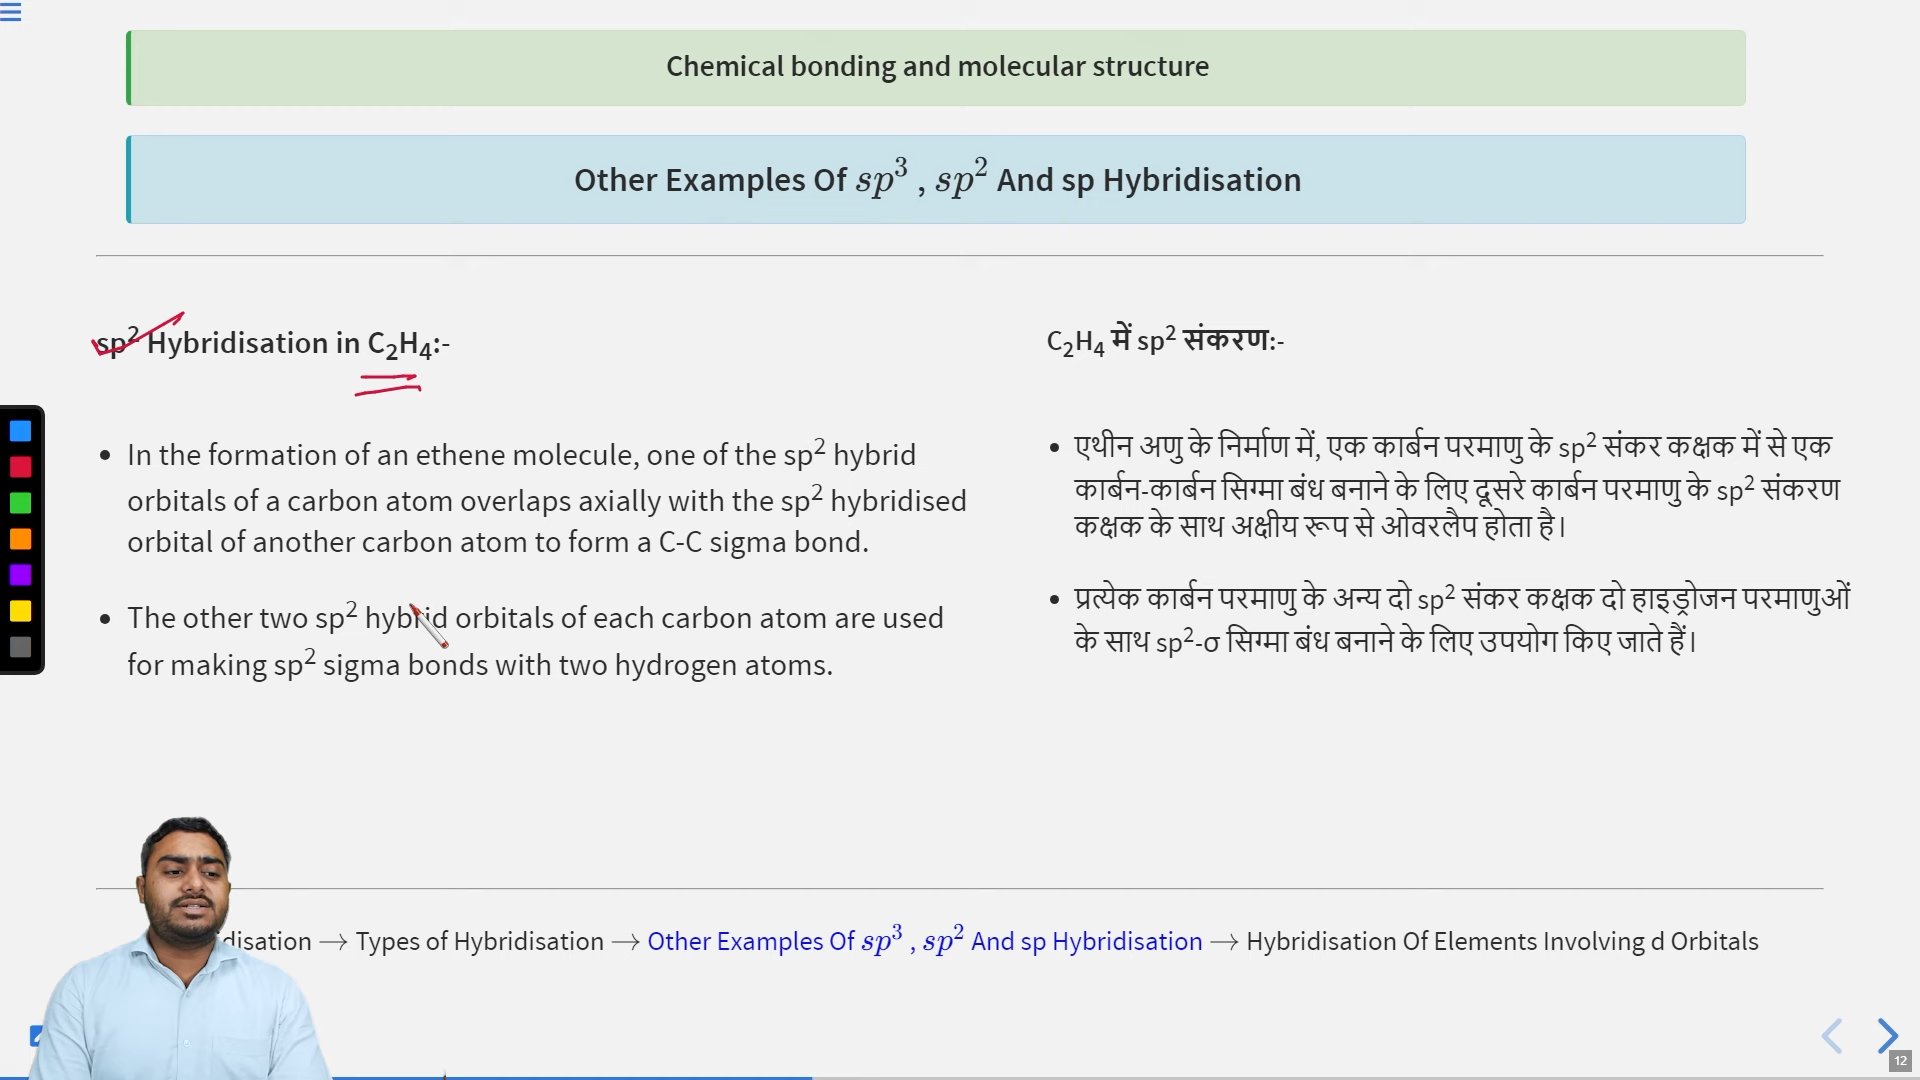 Chemical bonding and molecular structure
Other Examples Of sp³ , sp² And sp Hybridisation
sp² Hybridisation in C₂H₄:-
• In the formation of an ethene molecule, one of the sp² hybrid
orbitals of a carbon atom overlaps axially with the sp² hybridised
orbital of another carbon atom to form a C-C sigma bond.
• The other two sp² hybrid orbitals of each carbon atom are used
for making sp² sigma bonds with two hydrogen atoms.
C₂H₄ में sp² संकरण:-
• एथीन अणु के निर्माण में, एक कार्बन परमाणु के sp² संकर कक्षक में से एक
कार्बन-कार्बन सिग्मा बंध बनाने के लिए दूसरे कार्बन परमाणु के sp² संकरण
कक्षक के साथ अक्षीय रूप से ओवरलैप होता है।
• प्रत्येक कार्बन परमाणु के अन्य दो sp² संकर कक्षक दो हाइड्रोजन परमाणुओं
के साथ sp²-σ सिग्मा बंध बनाने के लिए उपयोग किए जाते हैं।
disation → Types of Hybridisation → Other Examples Of sp³ , sp² And sp Hybridisation → Hybridisation Of Elements Involving d Orbitals
12